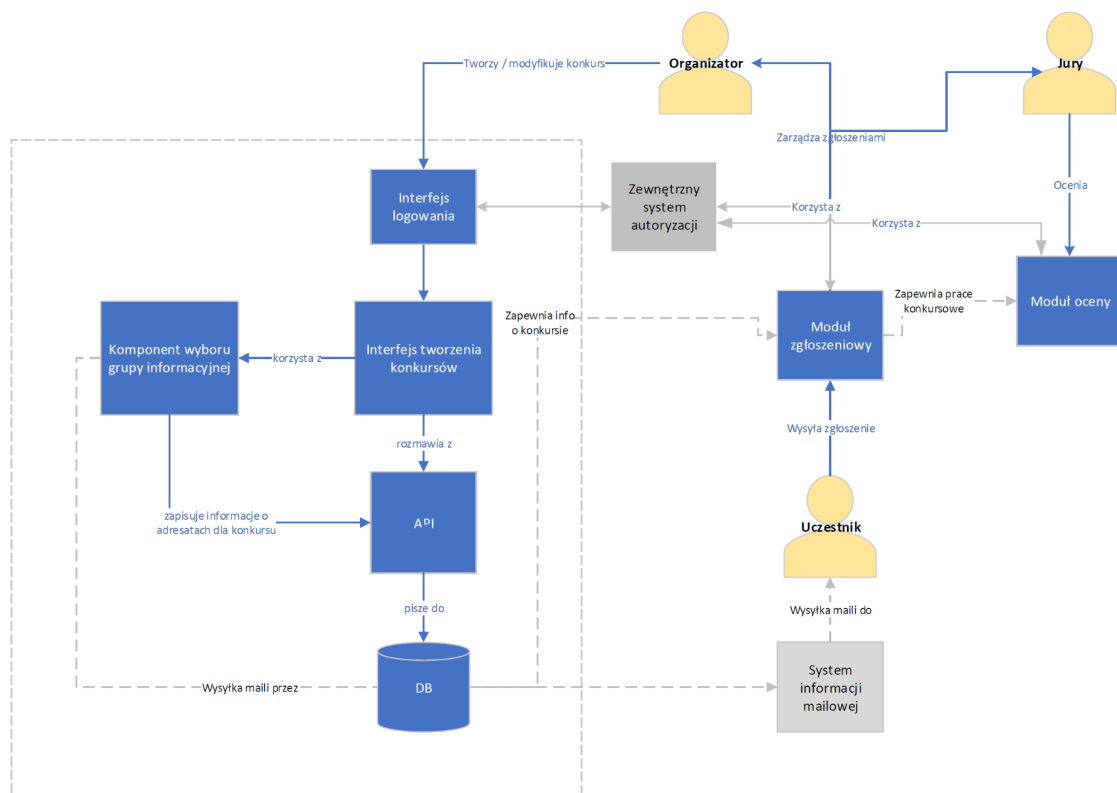 Tworzy / modyfikuje konkurs
Organizator
Jury
Zarządza zgłoszeniami
Interfejs
logowania
Zewnętrzny
system
autoryzacji
Korzysta z
Korzysta z
Ocenia
Moduł oceny
Zapewnia info
o konkursie
Moduł
zgłoszeniowy
Zapewnia prace
konkursowe
Komponent wyboru
grupy informacyjnej
korzysta z
Interfejs tworzenia
konkursów
rozmawia z
Wysyła zgłoszenie
zapisuje informacje o
adresatach dla konkursu
API
Uczestnik
pisze do
Wysyłka maili do
Wysyłka maili przez
DB
System
informacji
mailowej